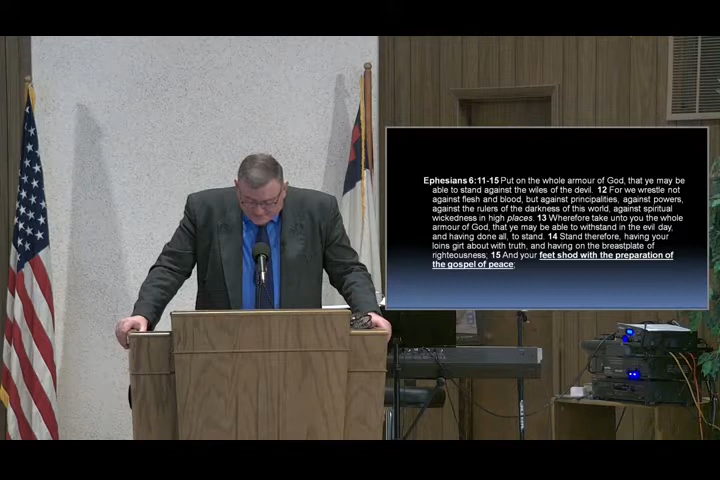 Ephesians 6:11-15 Put on the whole armour of God, that ye may be
able to stand against the wiles of the devil. 12 For we wrestle not
against flesh and blood, but against principalities, against powers,
against the rulers of the darkness of this world, against spiritual
wickedness in high places. 13 Wherefore take unto you the whole
armour of God, that ye may be able to withstand in the evil day,
and having done all, to stand. 14 Stand therefore, having your
loins girt about with truth, and having on the breastplate of
righteousness; 15 And your feet shod with the preparation of
the gospel of peace;